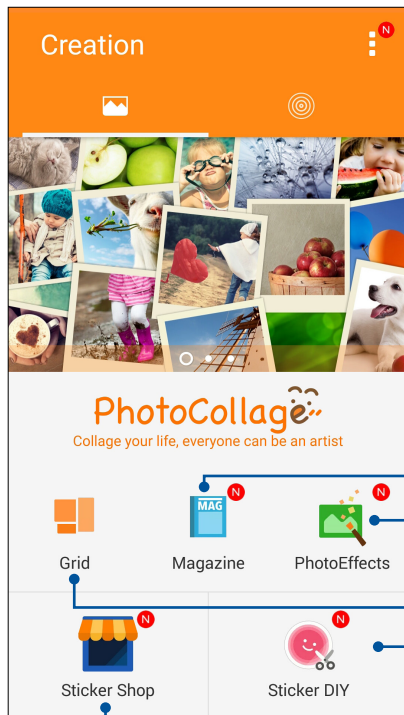 Creation
N
PhotoCollage
Collage your life, everyone can be an artist
MAG
N
N
Grid
Magazine
PhotoEffects
N
N
Sticker Shop
Sticker DIY